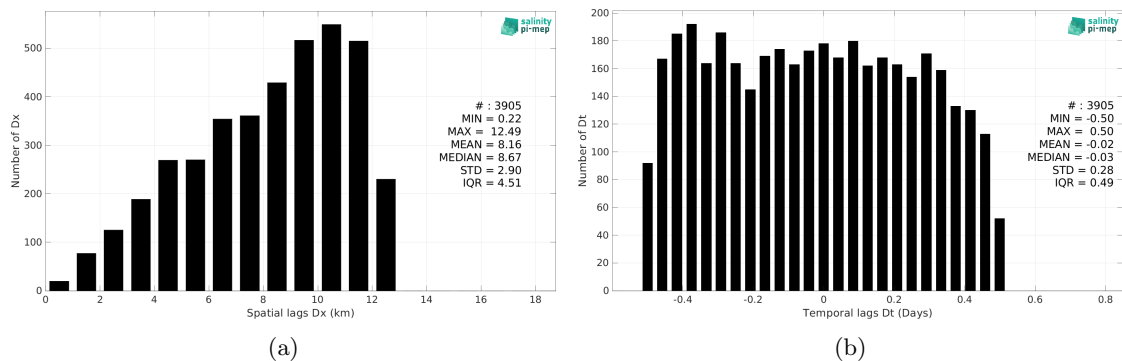 salinity
pi-mep
500
400
300
200
100
0
Number of Dx
# : 3905
MIN = 0.22
MAX = 12.49
MEAN = 8.16
MEDIAN = 8.67
STD = 2.90
IQR = 4.51
0 2 4 6 8 10 12 14 16 18
Spatial lags Dx (km)
(a)
salinity
pi-mep
200
180
160
140
120
100
80
60
40
20
0
Number of Dt
# : 3905
MIN = -0.50
MAX = 0.50
MEAN = -0.02
MEDIAN = -0.03
STD = 0.28
IQR = 0.49
-0.4 -0.2 0 0.2 0.4 0.6 0.8
Temporal lags Dt (Days)
(b)